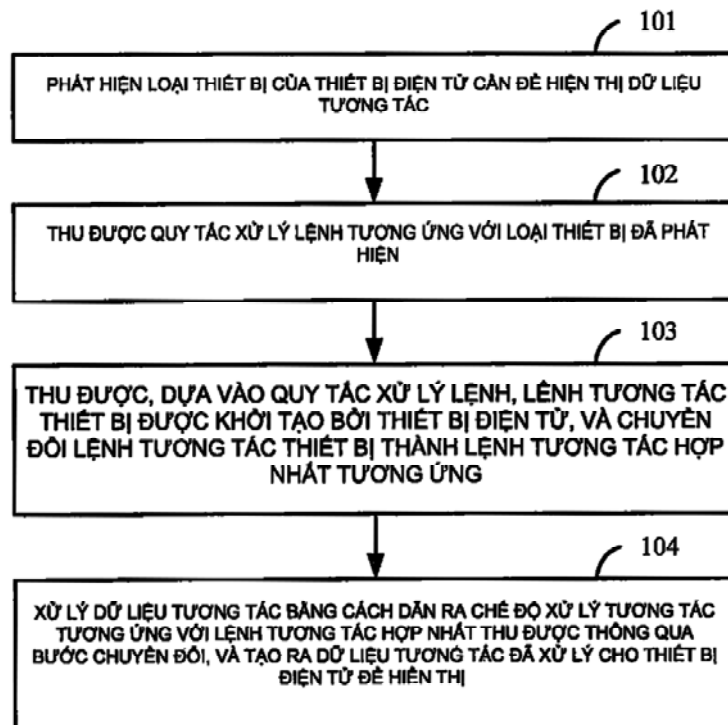 101
PHÁT HIỆN LOẠI THIẾT BỊ CỦA THIẾT BỊ ĐIỆN TỬ CẦN ĐỂ HIỆN THỊ DỮ LIỆU
TƯƠNG TÁC
102
THU ĐƯỢC QUY TẮC XỬ LÝ LỆNH TƯƠNG ỨNG VỚI LOẠI THIẾT BỊ ĐÃ PHÁT
HIỆN
103
THU ĐƯỢC, DỰA VÀO QUY TẮC XỬ LÝ LỆNH, LỆNH TƯƠNG TÁC
THIẾT BỊ ĐƯỢC KHỞI TẠO BỞI THIẾT BỊ ĐIỆN TỬ, VÀ CHUYỂN
ĐỔI LỆNH TƯƠNG TÁC THIẾT BỊ THÀNH LỆNH TƯƠNG TÁC HỢP
NHẤT TƯƠNG ỨNG
104
XỬ LÝ DỮ LIỆU TƯƠNG TÁC BẰNG CÁCH DẪN RA CHẾ ĐỘ XỬ LÝ TƯƠNG TÁC
TƯƠNG ỨNG VỚI LỆNH TƯƠNG TÁC HỢP NHẤT THU ĐƯỢC THÔNG QUA
BƯỚC CHUYỂN ĐỔI, VÀ TẠO RA DỮ LIỆU TƯƠNG TÁC ĐÃ XỬ LÝ CHO THIẾT BỊ
ĐIỆN TỬ ĐỂ HIỂN THỊ